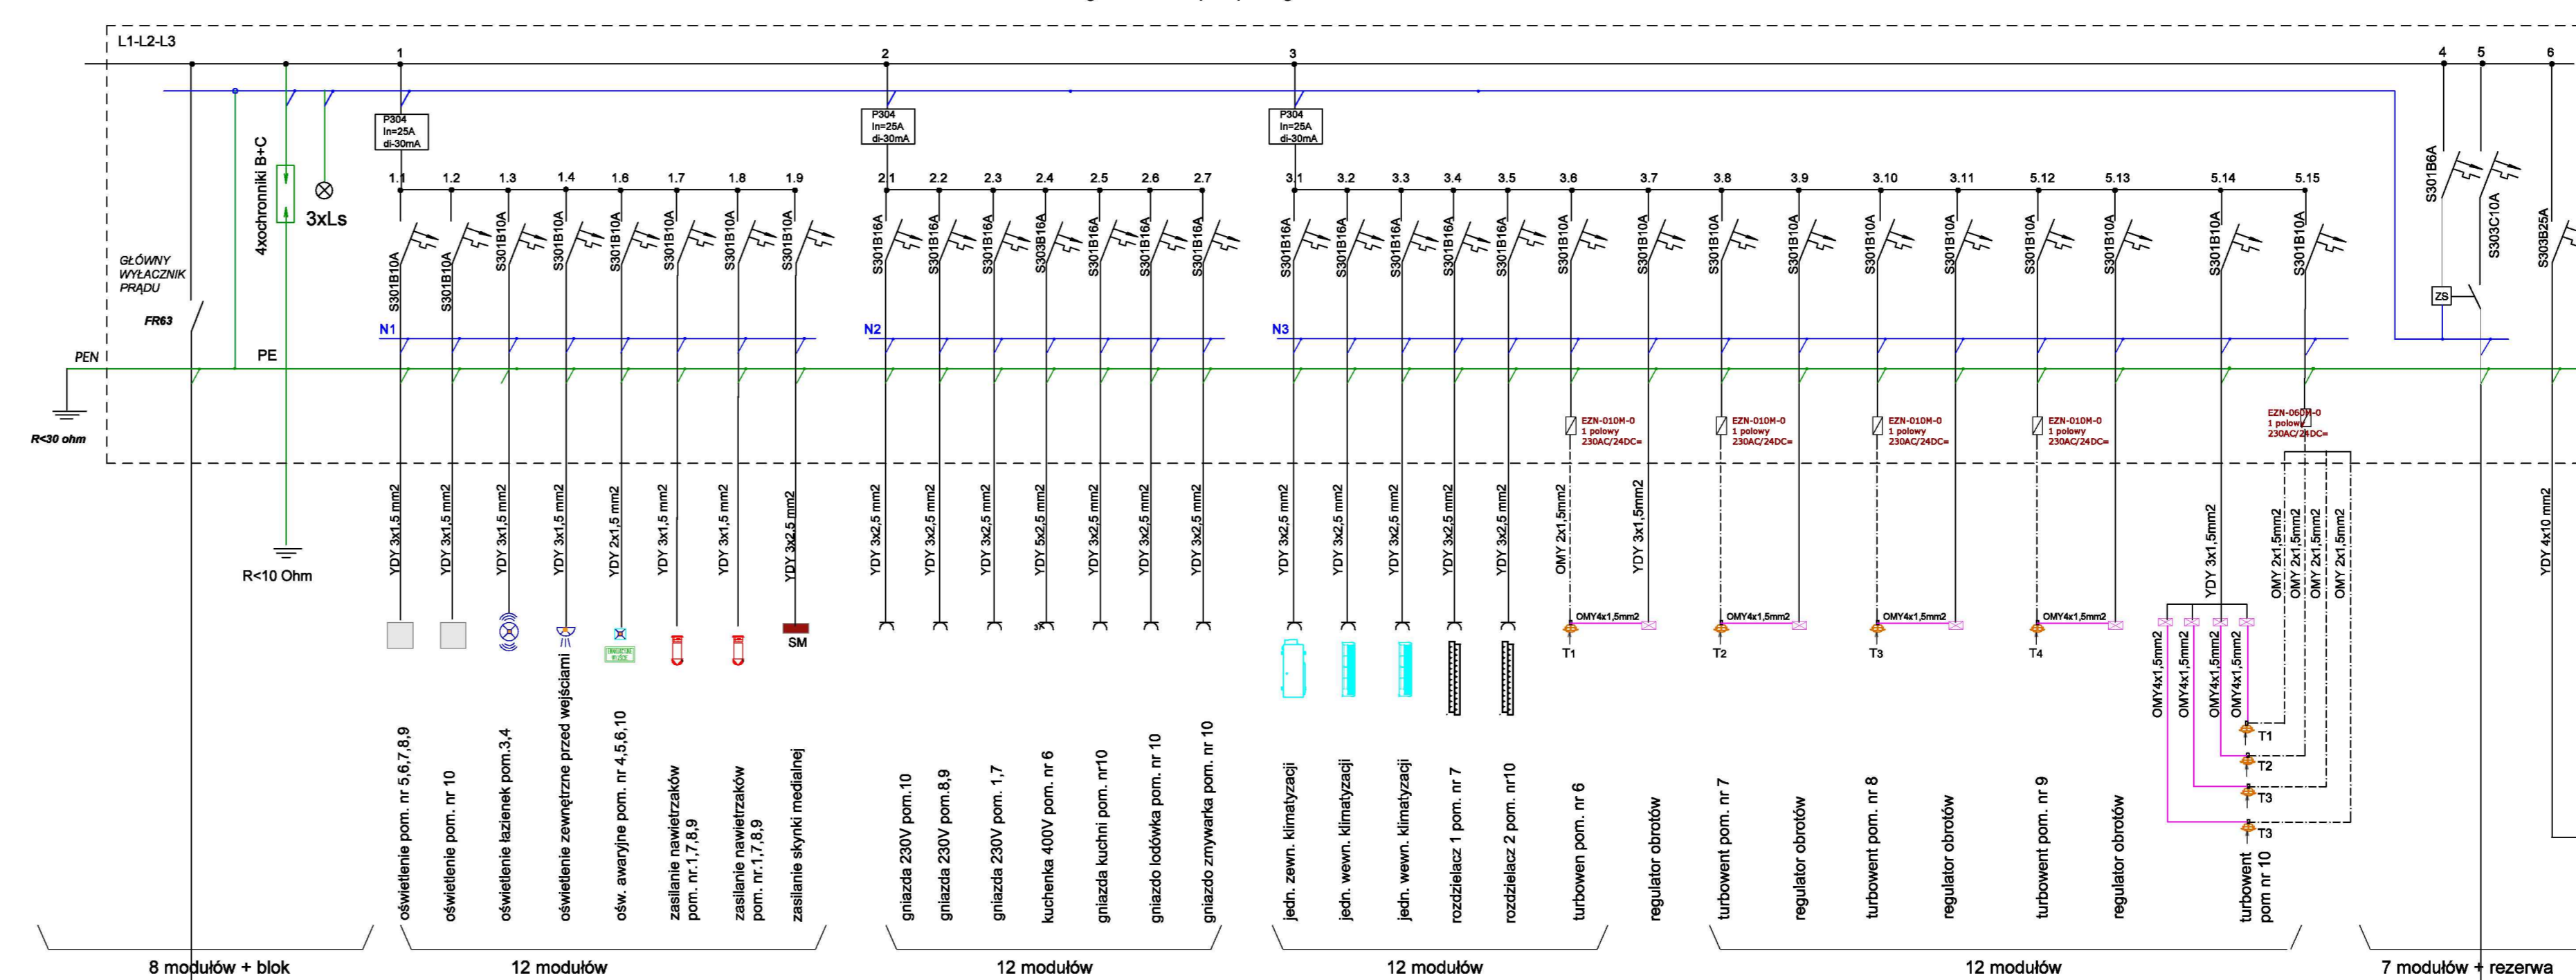 L1-L2-L3
1
2
3
4
5
6
P304
In=25A
di-30mA
P304
In=25A
di-30mA
P304
In=25A
di-30mA
4xochronniki B+C
3xLs
1.1
1.2
1.3
1.4
1.6
1.7
1.8
1.9
2.1
2.2
2.3
2.4
2.5
2.6
2.7
3.1
3.2
3.3
3.4
3.5
3.6
3.7
3.8
3.9
3.10
3.11
5.12
5.13
5.14
5.15
S301B10A
S301B10A
S301B10A
S301B10A
S301B10A
S301B10A
S301B10A
S301B10A
S301B16A
S301B16A
S301B16A
S303B16A
S301B16A
S301B16A
S301B16A
S301B16A
S301B16A
S301B16A
S301B16A
S301B16A
S301B10A
S301B10A
S301B10A
S301B10A
S301B10A
S301B10A
S301B10A
S301B10A
S301B10A
S301B10A
S301B6A
S303C10A
S303B25A
ZS
GŁÓWNY
WYŁACZNIK
PRĄDU
FR63
N1
N2
N3
PEN
PE
R<30 ohm
R<10 Ohm
EZN-010M-0
1 polowy
230AC/24DC=
EZN-010M-0
1 polowy
230AC/24DC=
EZN-010M-0
1 polowy
230AC/24DC=
EZN-010M-0
1 polowy
230AC/24DC=
EZN-060M-0
1 polowy
230AC/24DC=
YDY 3x1,5 mm2
YDY 3x1,5 mm2
YDY 3x1,5 mm2
YDY 3x1,5 mm2
YDY 2x1,5 mm2
YDY 3x1,5 mm2
YDY 3x1,5 mm2
YDY 3x2,5 mm2
YDY 3x2,5 mm2
YDY 3x2,5 mm2
YDY 3x2,5 mm2
YDY 5x2,5 mm2
YDY 3x2,5 mm2
YDY 3x2,5 mm2
YDY 3x2,5 mm2
YDY 3x2,5 mm2
YDY 3x2,5 mm2
YDY 3x2,5 mm2
YDY 3x2,5 mm2
YDY 3x2,5 mm2
OMY 2x1,5mm2
YDY 3x1,5mm2
YDY 3x1,5mm2
OMY 2x1,5mm2
OMY 2x1,5mm2
OMY 2x1,5mm2
OMY 2x1,5mm2
YDY 4x10 mm2
SM
3x
OMY4x1,5mm2
OMY4x1,5mm2
OMY4x1,5mm2
OMY4x1,5mm2
T1
T2
T3
T4
OMY4x1,5mm2
OMY4x1,5mm2
OMY4x1,5mm2
OMY4x1,5mm2
T1
T2
T3
T3
oświetlenie pom. nr 5,6,7,8,9
oświetlenie pom. nr 10
oświetlenie łazienek pom.3,4
oświetlenie zewnętrzne przed wejściami
ośw. awaryjne pom. nr 4,5,6,10
zasilanie nawietrzaków
pom. nr.1,7,8,9
zasilanie nawietrzaków
pom. nr.1,7,8,9
zasilanie skynki medialnej
gniazda 230V pom.10
gniazda 230V pom.8,9
gniazda 230V pom. 1,7
kuchenka 400V pom. nr 6
gniazda kuchni pom. nr10
gniazdo lodówka pom. nr 10
gniazdo zmywarka pom. nr 10
jedn. zewn. klimatyzacji
jedn. wewn. klimatyzacji
jedn. wewn. klimatyzacji
rozdzielacz 1 pom. nr 7
rozdzielacz 2 pom. nr10
turbowen pom. nr 6
regulator obrotów
turbowent pom. nr 7
regulator obrotów
turbowent pom. nr 8
regulator obrotów
turbowent pom. nr 9
regulator obrotów
turbowent
pom nr 10
8 modułów + blok
12 modułów
12 modułów
12 modułów
12 modułów
7 modułów + rezerwa